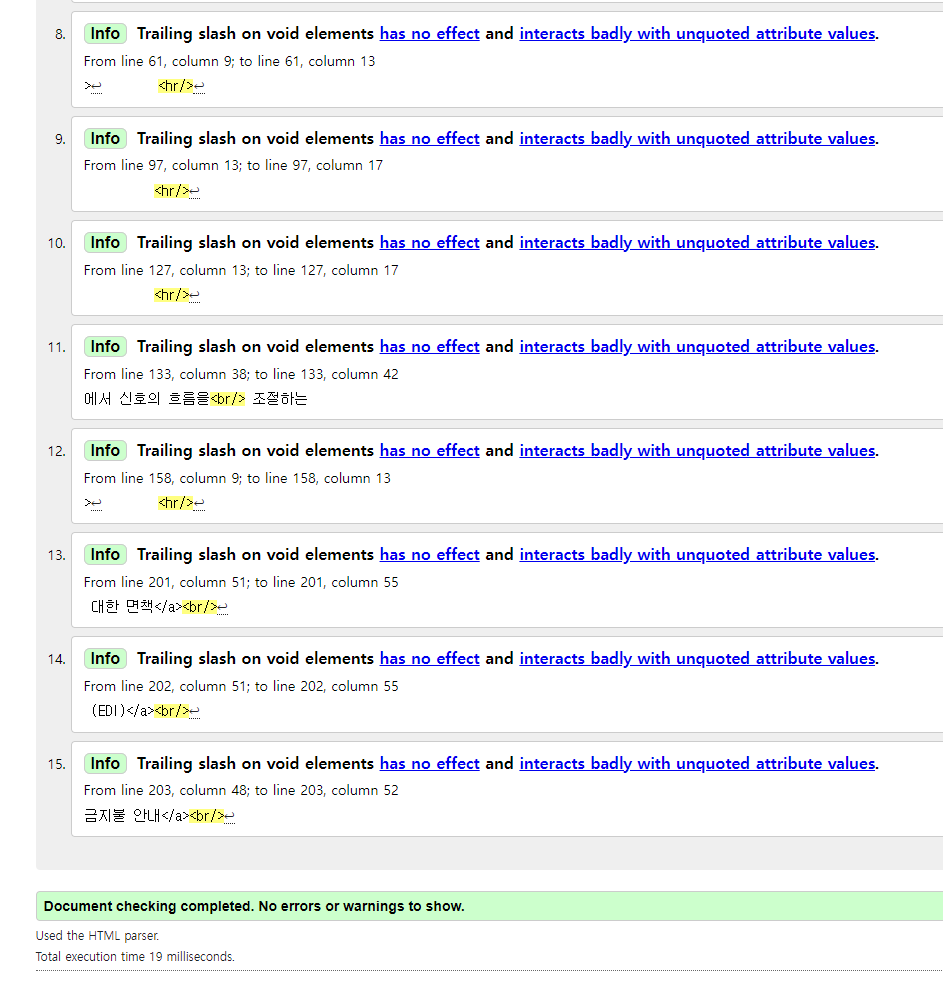 8. Info Trailing slash on void elements has no effect and interacts badly with unquoted attribute values.
From line 61, column 9; to line 61, column 13
>↩ <hr/>↩
9. Info Trailing slash on void elements has no effect and interacts badly with unquoted attribute values.
From line 97, column 13; to line 97, column 17
<hr/>↩
10. Info Trailing slash on void elements has no effect and interacts badly with unquoted attribute values.
From line 127, column 13; to line 127, column 17
<hr/>↩
11. Info Trailing slash on void elements has no effect and interacts badly with unquoted attribute values.
From line 133, column 38; to line 133, column 42
에서 신호의 흐름을<br/> 조절하는
12. Info Trailing slash on void elements has no effect and interacts badly with unquoted attribute values.
From line 158, column 9; to line 158, column 13
>↩ <hr/>↩
13. Info Trailing slash on void elements has no effect and interacts badly with unquoted attribute values.
From line 201, column 51; to line 201, column 55
대한 면책</a><br/>↩
14. Info Trailing slash on void elements has no effect and interacts badly with unquoted attribute values.
From line 202, column 51; to line 202, column 55
(EDI)</a><br/>↩
15. Info Trailing slash on void elements has no effect and interacts badly with unquoted attribute values.
From line 203, column 48; to line 203, column 52
금지불 안내</a><br/>↩
Document checking completed. No errors or warnings to show.
Used the HTML parser.
Total execution time 19 milliseconds.